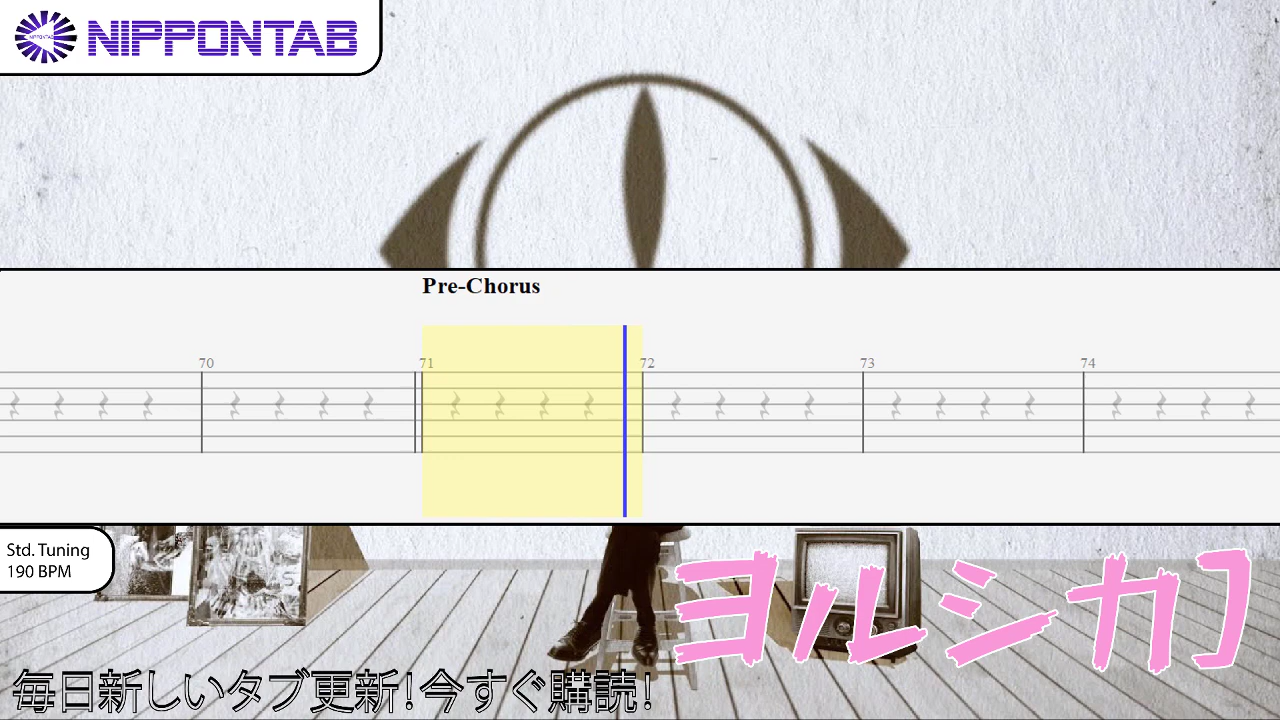 NIPPONTAB
Pre-Chorus
70 71 72 73 74
Std. Tuning
190 BPM
ヨルシカ]
毎日新しいタブ更新!今すぐ購読!